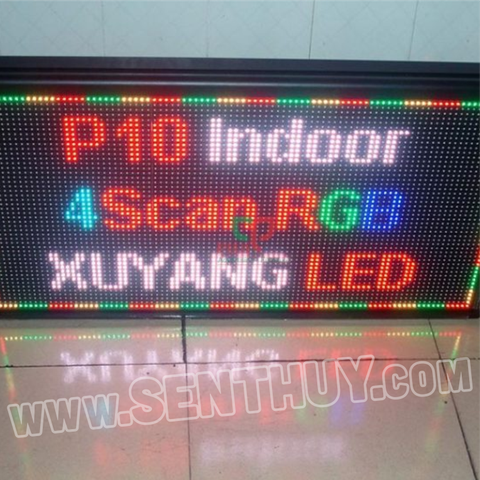 P10 Indoor
4Scan RGB
XUYANG LED
www.SENTHUY.com